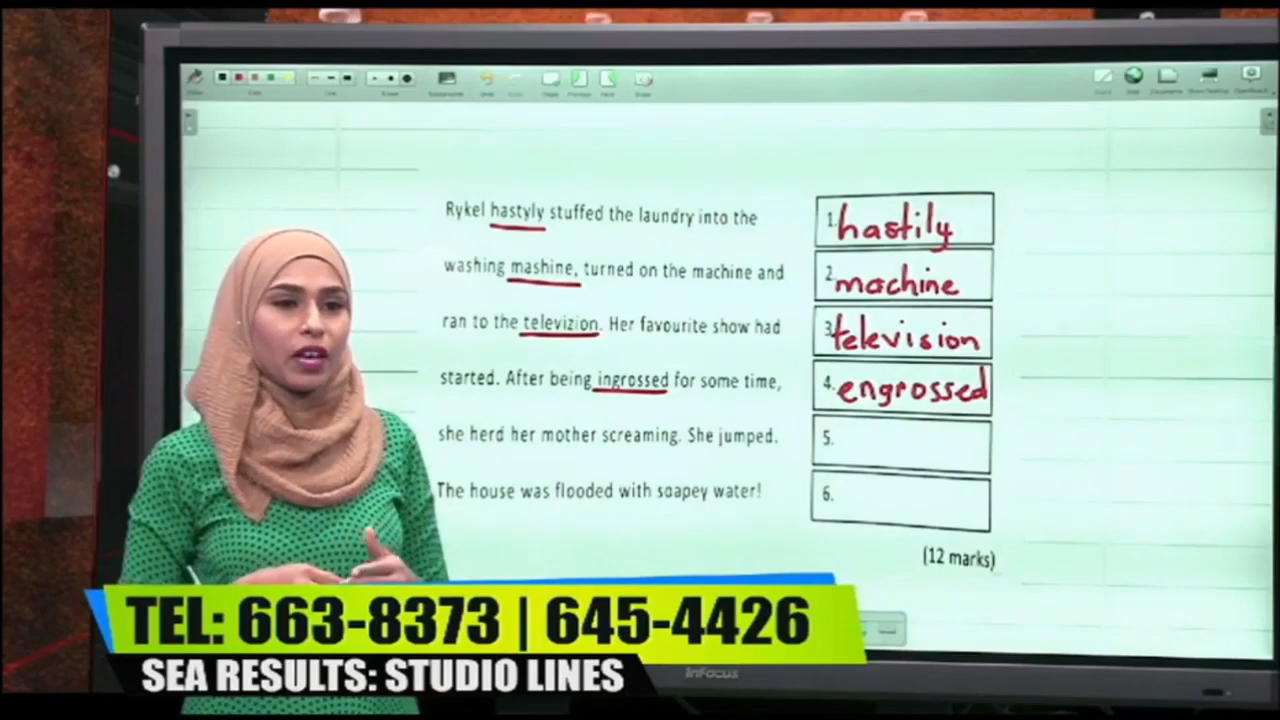 Rykel hastyly stuffed the laundry into the
washing mashine, turned on the machine and
ran to the televizion. Her favourite show had
started. After being ingrossed for some time,
she herd her mother screaming. She jumped.
The house was flooded with soapey water!
1. hastily
2. machine
3. television
4. engrossed
5.
6.
(12 marks)
TEL: 663-8373 | 645-4426
SEA RESULTS: STUDIO LINES
InFocus